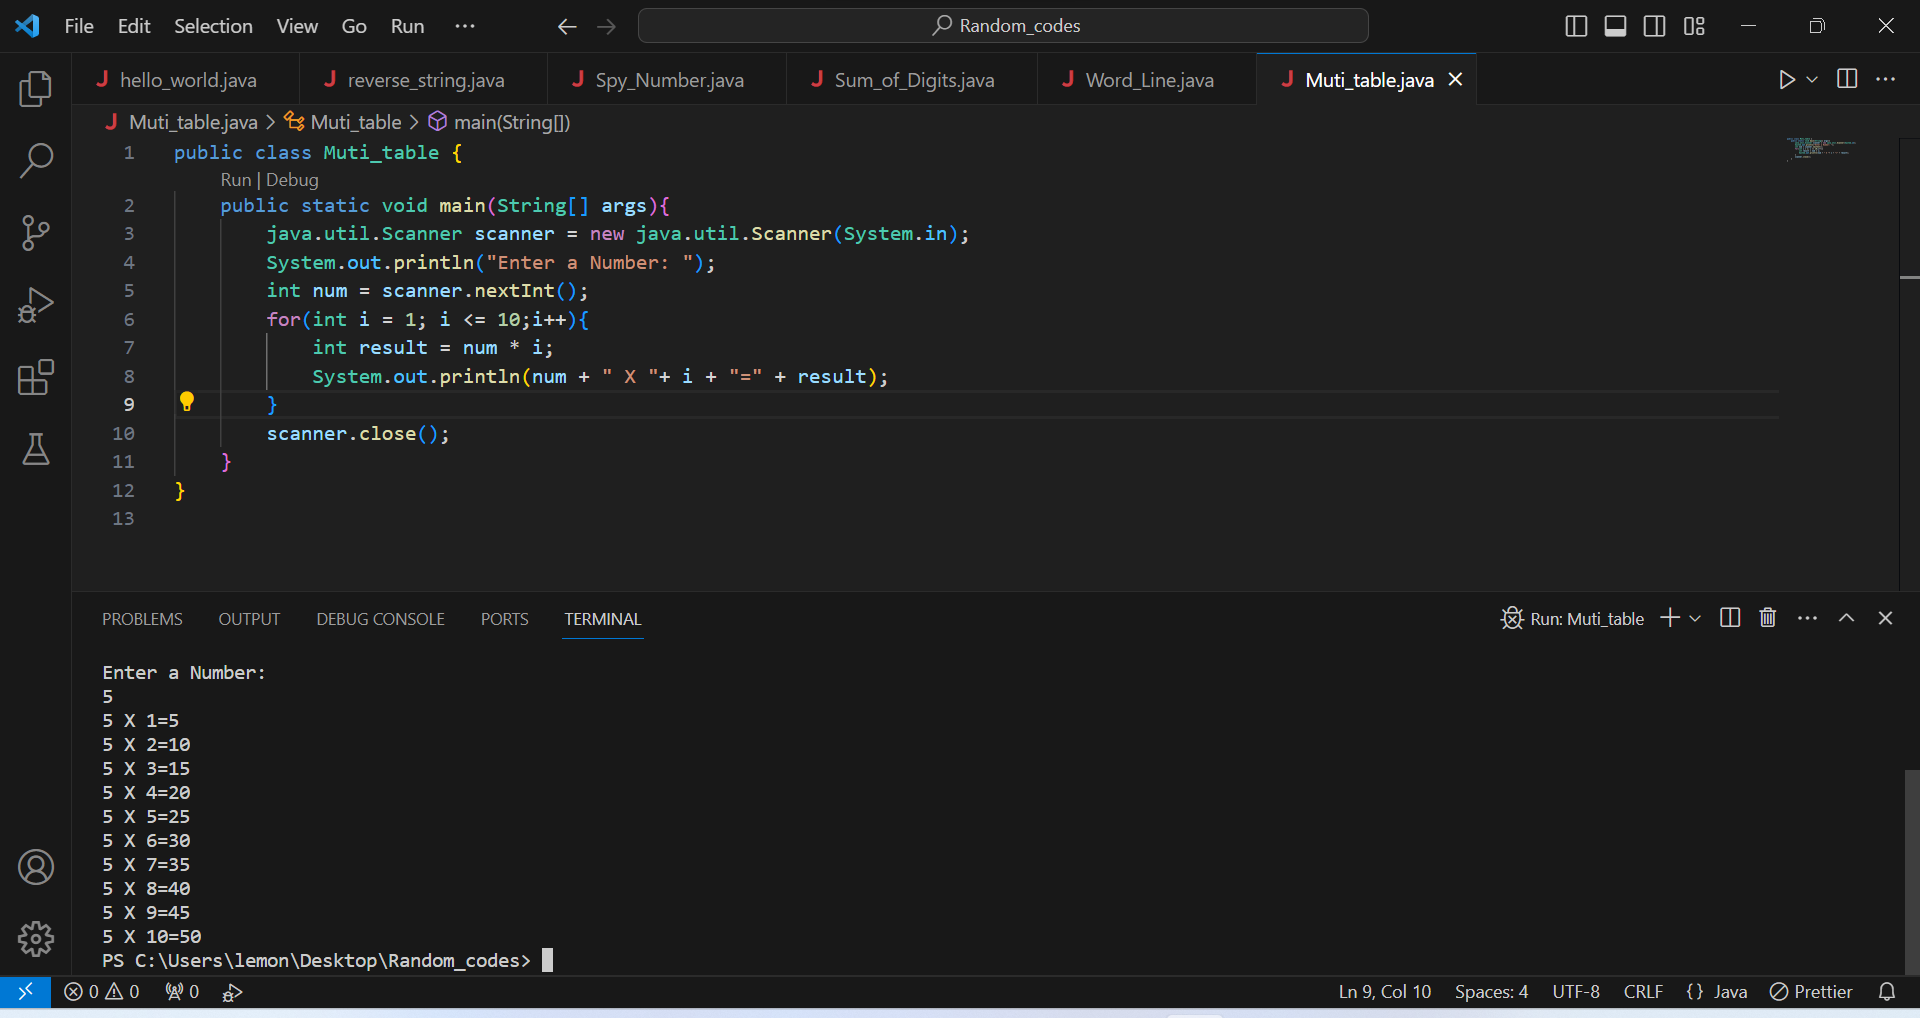 File Edit Selection View Go Run ··· Random_codes
J hello_world.java J reverse_string.java J Spy_Number.java J Sum_of_Digits.java J Word_Line.java J Muti_table.java
J Muti_table.java > Muti_table > main(String[])
1 public class Muti_table {
Run | Debug
2 public static void main(String[] args){
3 java.util.Scanner scanner = new java.util.Scanner(System.in);
4 System.out.println("Enter a Number: ");
5 int num = scanner.nextInt();
6 for(int i = 1; i <= 10;i++){
7 int result = num * i;
8 System.out.println(num + " X "+ i + "=" + result);
9 }
10 scanner.close();
11 }
12 }
13
PROBLEMS OUTPUT DEBUG CONSOLE PORTS TERMINAL Run: Muti_table
Enter a Number:
5
5 X 1=5
5 X 2=10
5 X 3=15
5 X 4=20
5 X 5=25
5 X 6=30
5 X 7=35
5 X 8=40
5 X 9=45
5 X 10=50
PS C:\Users\lemon\Desktop\Random_codes>
0 0 0 Ln 9, Col 10 Spaces: 4 UTF-8 CRLF {} Java Prettier